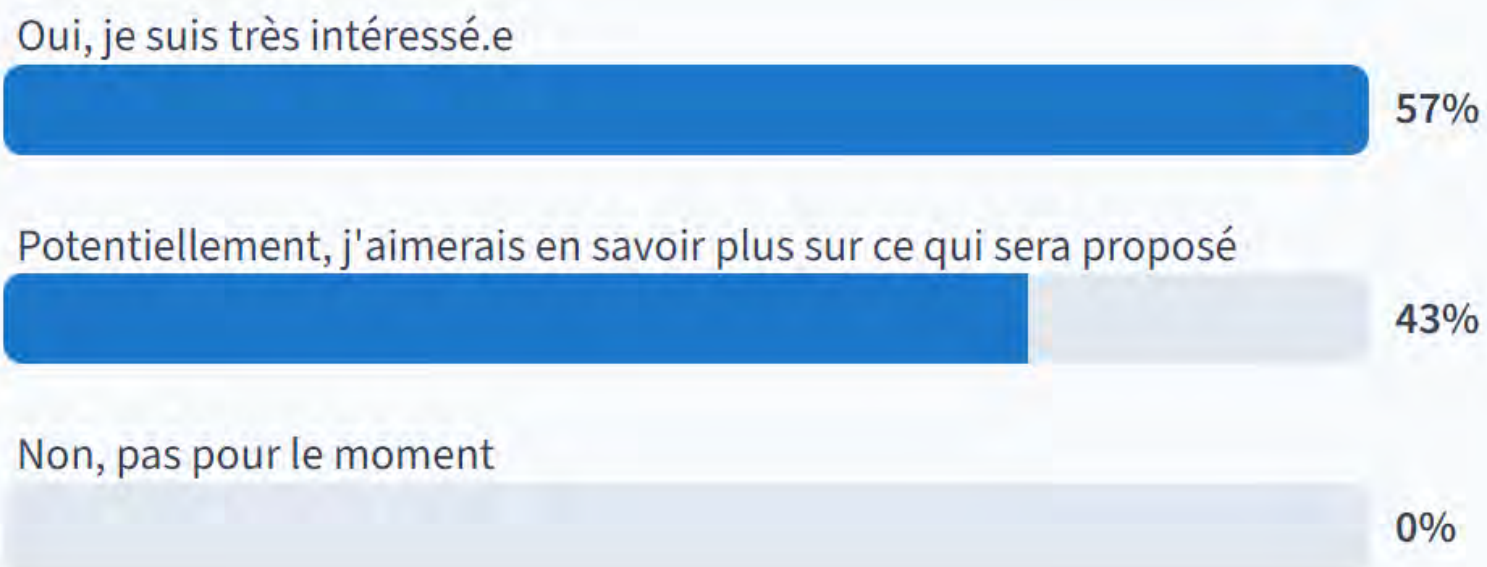 Oui, je suis très intéressé.e
57%
Potentiellement, j'aimerais en savoir plus sur ce qui sera proposé
43%
Non, pas pour le moment
0%